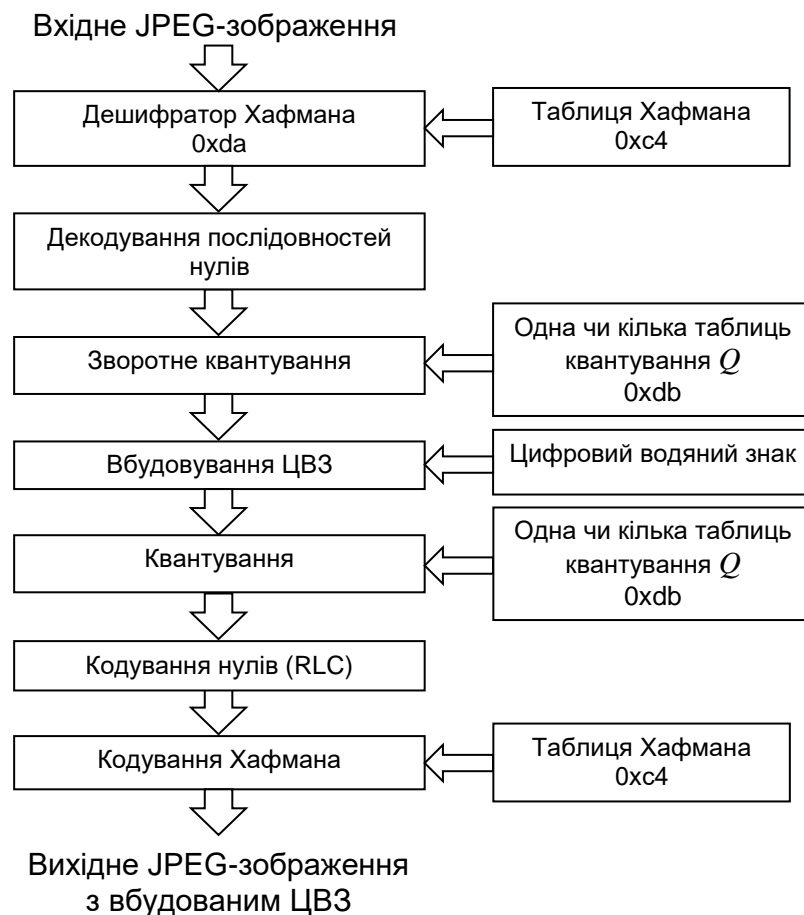 Вхідне JPEG-зображення
Дешифратор Хафмана
0xda
Таблиця Хафмана
0xc4
Декодування послідовностей
нулів
Зворотне квантування
Одна чи кілька таблиць
квантування Q
0xdb
Вбудовування ЦВЗ
Цифровий водяний знак
Квантування
Одна чи кілька таблиць
квантування Q
0xdb
Кодування нулів (RLC)
Кодування Хафмана
Таблиця Хафмана
0xc4
Вихідне JPEG-зображення
з вбудованим ЦВЗ